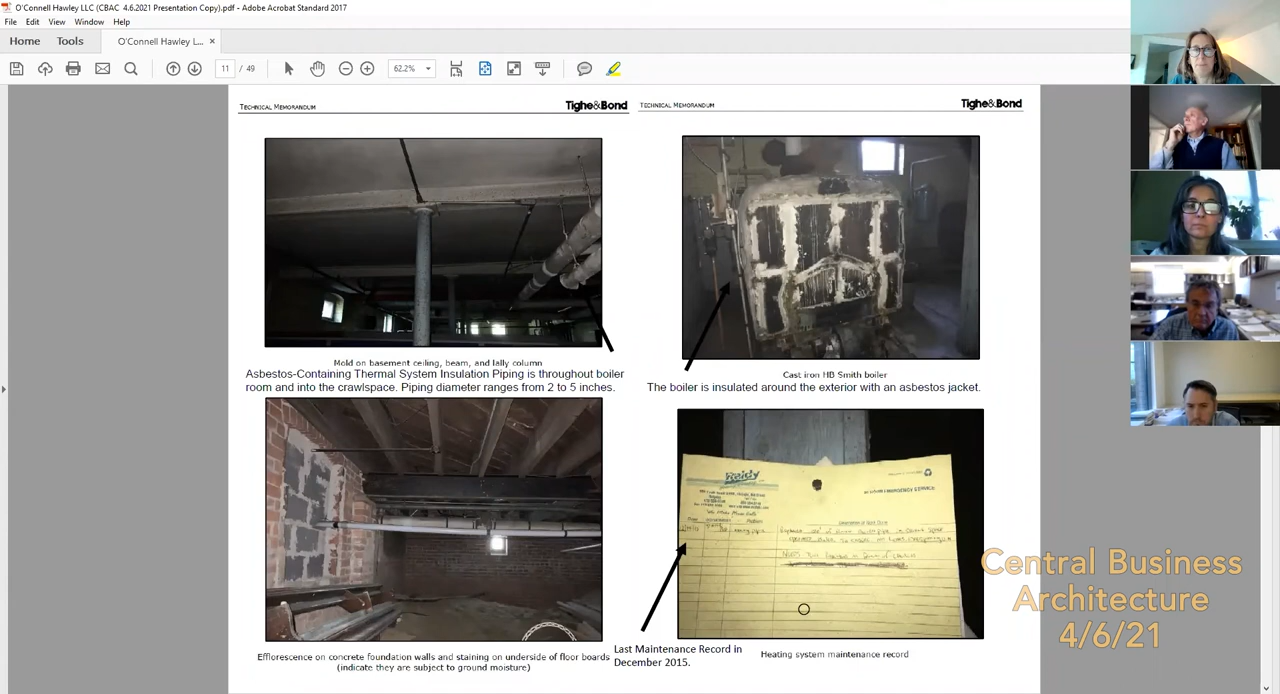 O'Connell Hawley LLC (CBAC 4.6.2021 Presentation Copy).pdf - Adobe Acrobat Standard 2017
File Edit View Window Help
Home Tools O'Connell Hawley L... ×
11 / 49 62.2%
TECHNICAL MEMORANDUM Tighe&Bond
TECHNICAL MEMORANDUM Tighe&Bond
Mold on basement ceiling, beam, and lally column
Asbestos-Containing Thermal System Insulation Piping is throughout boiler
room and into the crawlspace. Piping diameter ranges from 2 to 5 inches.
Cast iron HB Smith boiler
The boiler is insulated around the exterior with an asbestos jacket.
Reidy
EMERGENCY SERVICE
Efflorescence on concrete foundation walls and staining on underside of floor boards
(indicate they are subject to ground moisture)
Last Maintenance Record in
December 2015.
Heating system maintenance record
Central Business
Architecture
4/6/21